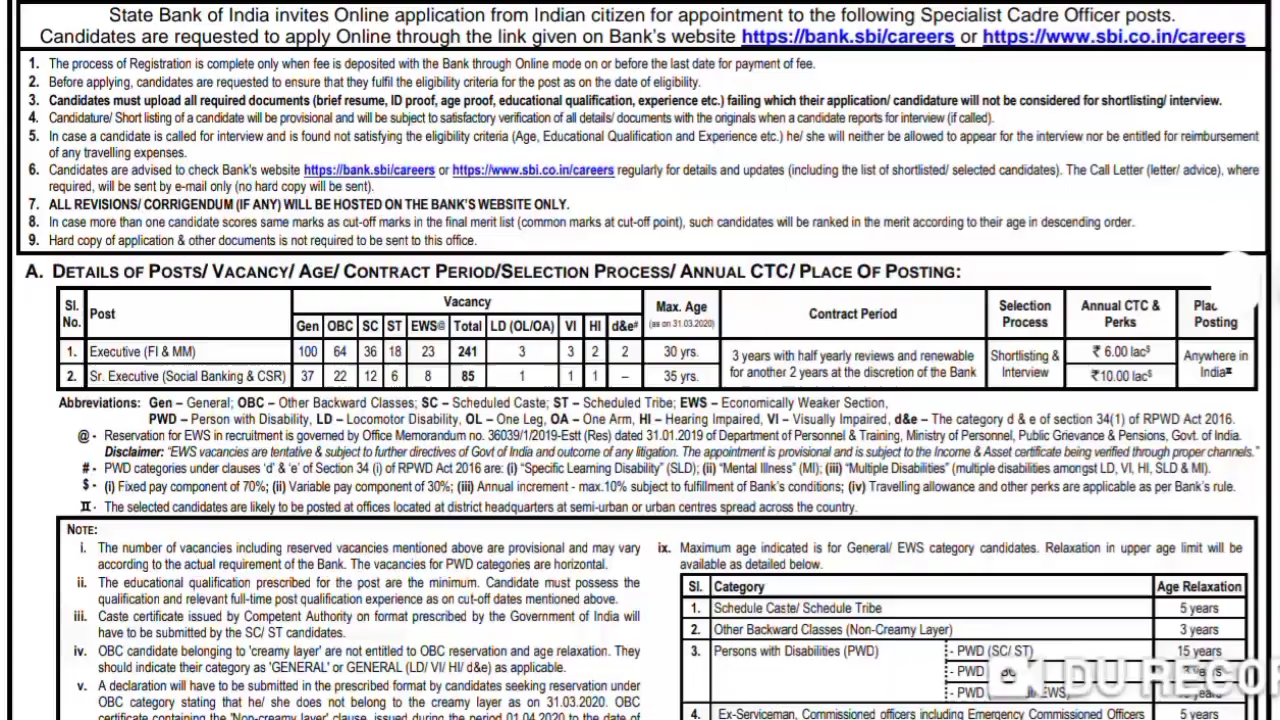 State Bank of India invites Online application from Indian citizen for appointment to the following Specialist Cadre Officer posts.
Candidates are requested to apply Online through the link given on Bank's website https://bank.sbi/careers or https://www.sbi.co.in/careers
1. The process of Registration is complete only when fee is deposited with the Bank through Online mode on or before the last date for payment of fee.
2. Before applying, candidates are requested to ensure that they fulfil the eligibility criteria for the post as on the date of eligibility.
3. Candidates must upload all required documents (brief resume, ID proof, age proof, educational qualification, experience etc.) failing which their application/ candidature will not be considered for shortlisting/ interview.
4. Candidature/ Short listing of a candidate will be provisional and will be subject to satisfactory verification of all details/ documents with the originals when a candidate reports for interview (if called).
5. In case a candidate is called for interview and is found not satisfying the eligibility criteria (Age, Educational Qualification and Experience etc.) he/ she will neither be allowed to appear for the interview nor be entitled for reimbursement
of any travelling expenses.
6. Candidates are advised to check Bank's website https://bank.sbi/careers or https://www.sbi.co.in/careers regularly for details and updates (including the list of shortlisted/ selected candidates). The Call Letter (letter/ advice), where
required, will be sent by e-mail only (no hard copy will be sent).
7. ALL REVISIONS/ CORRIGENDUM (IF ANY) WILL BE HOSTED ON THE BANK'S WEBSITE ONLY.
8. In case more than one candidate scores same marks as cut-off marks in the final merit list (common marks at cut-off point), such candidates will be ranked in the merit according to their age in descending order.
9. Hard copy of application & other documents is not required to be sent to this office.
A. DETAILS OF POSTS/ VACANCY/ AGE/ CONTRACT PERIOD/SELECTION PROCESS/ ANNUAL CTC/ PLACE OF POSTING:
Sl. No. Post Vacancy Max. Age (as on 31.03.2020) Contract Period Selection Process Annual CTC & Perks Posting
Gen OBC SC ST EWS@ Total LD (OL/OA) VI HI d&e#
1. Executive (FI & MM) 100 64 36 18 23 241 3 3 2 2 30 yrs. 3 years with half yearly reviews and renewable for another 2 years at the discretion of the Bank Shortlisting & Interview ₹ 6.00 lac$ Anywhere in India♊
2. Sr. Executive (Social Banking & CSR) 37 22 12 6 8 85 1 1 1 – 35 yrs. ₹10.00 lac$
Abbreviations: Gen – General; OBC – Other Backward Classes; SC – Scheduled Caste; ST – Scheduled Tribe; EWS – Economically Weaker Section,
PWD – Person with Disability, LD – Locomotor Disability, OL – One Leg, OA – One Arm, HI – Hearing Impaired, VI – Visually Impaired, d&e – The category d & e of section 34(1) of RPWD Act 2016.
@ - Reservation for EWS in recruitment is governed by Office Memorandum no. 36039/1/2019-Estt (Res) dated 31.01.2019 of Department of Personnel & Training, Ministry of Personnel, Public Grievance & Pensions, Govt. of India.
Disclaimer: "EWS vacancies are tentative & subject to further directives of Govt of India and outcome of any litigation. The appointment is provisional and is subject to the Income & Asset certificate being verified through proper channels."
# - PWD categories under clauses 'd' & 'e' of Section 34 (i) of RPWD Act 2016 are: (i) "Specific Learning Disability" (SLD); (ii) "Mental Illness" (MI); (iii) "Multiple Disabilities" (multiple disabilities amongst LD, VI, HI, SLD & MI).
$ - (i) Fixed pay component of 70%; (ii) Variable pay component of 30%; (iii) Annual increment - max.10% subject to fulfillment of Bank's conditions; (iv) Travelling allowance and other perks are applicable as per Bank's rule.
♊ - The selected candidates are likely to be posted at offices located at district headquarters at semi-urban or urban centres spread across the country.
NOTE:
i. The number of vacancies including reserved vacancies mentioned above are provisional and may vary
according to the actual requirement of the Bank. The vacancies for PWD categories are horizontal.
ii. The educational qualification prescribed for the post are the minimum. Candidate must possess the
qualification and relevant full-time post qualification experience as on cut-off dates mentioned above.
iii. Caste certificate issued by Competent Authority on format prescribed by the Government of India will
have to be submitted by the SC/ ST candidates.
iv. OBC candidate belonging to 'creamy layer' are not entitled to OBC reservation and age relaxation. They
should indicate their category as 'GENERAL' or GENERAL (LD/ VI/ HI/ d&e) as applicable.
v. A declaration will have to be submitted in the prescribed format by candidates seeking reservation under
OBC category stating that he/ she does not belong to the creamy layer as on 31.03.2020. OBC
certificate containing the 'Non-creamy layer' clause, issued during the period 01.04.2020 to the date of
ix. Maximum age indicated is for General/ EWS category candidates. Relaxation in upper age limit will be
available as detailed below.
Sl. Category Age Relaxation
1. Schedule Caste/ Schedule Tribe 5 years
2. Other Backward Classes (Non-Creamy Layer) 3 years
3. Persons with Disabilities (PWD) - PWD (SC/ ST) 15 years
- PWD
- PWD
4. Ex-Serviceman, Commissioned officers including Emergency Commissioned Officers 5 years
DU RECOR